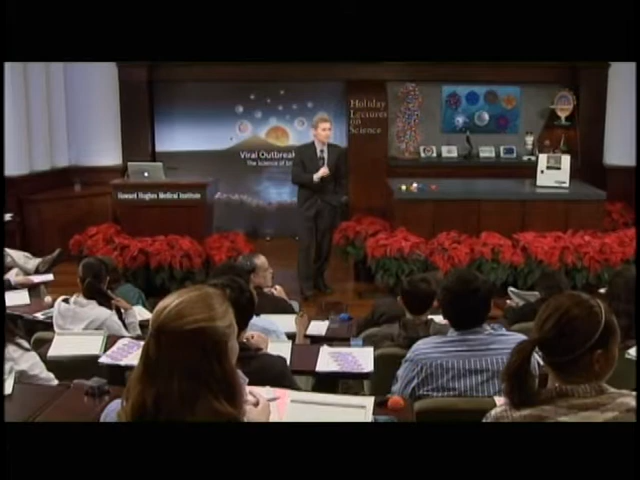 Holiday
Lectures
on
Science
Viral Outbreak
The Science of
Howard Hughes Medical Institute